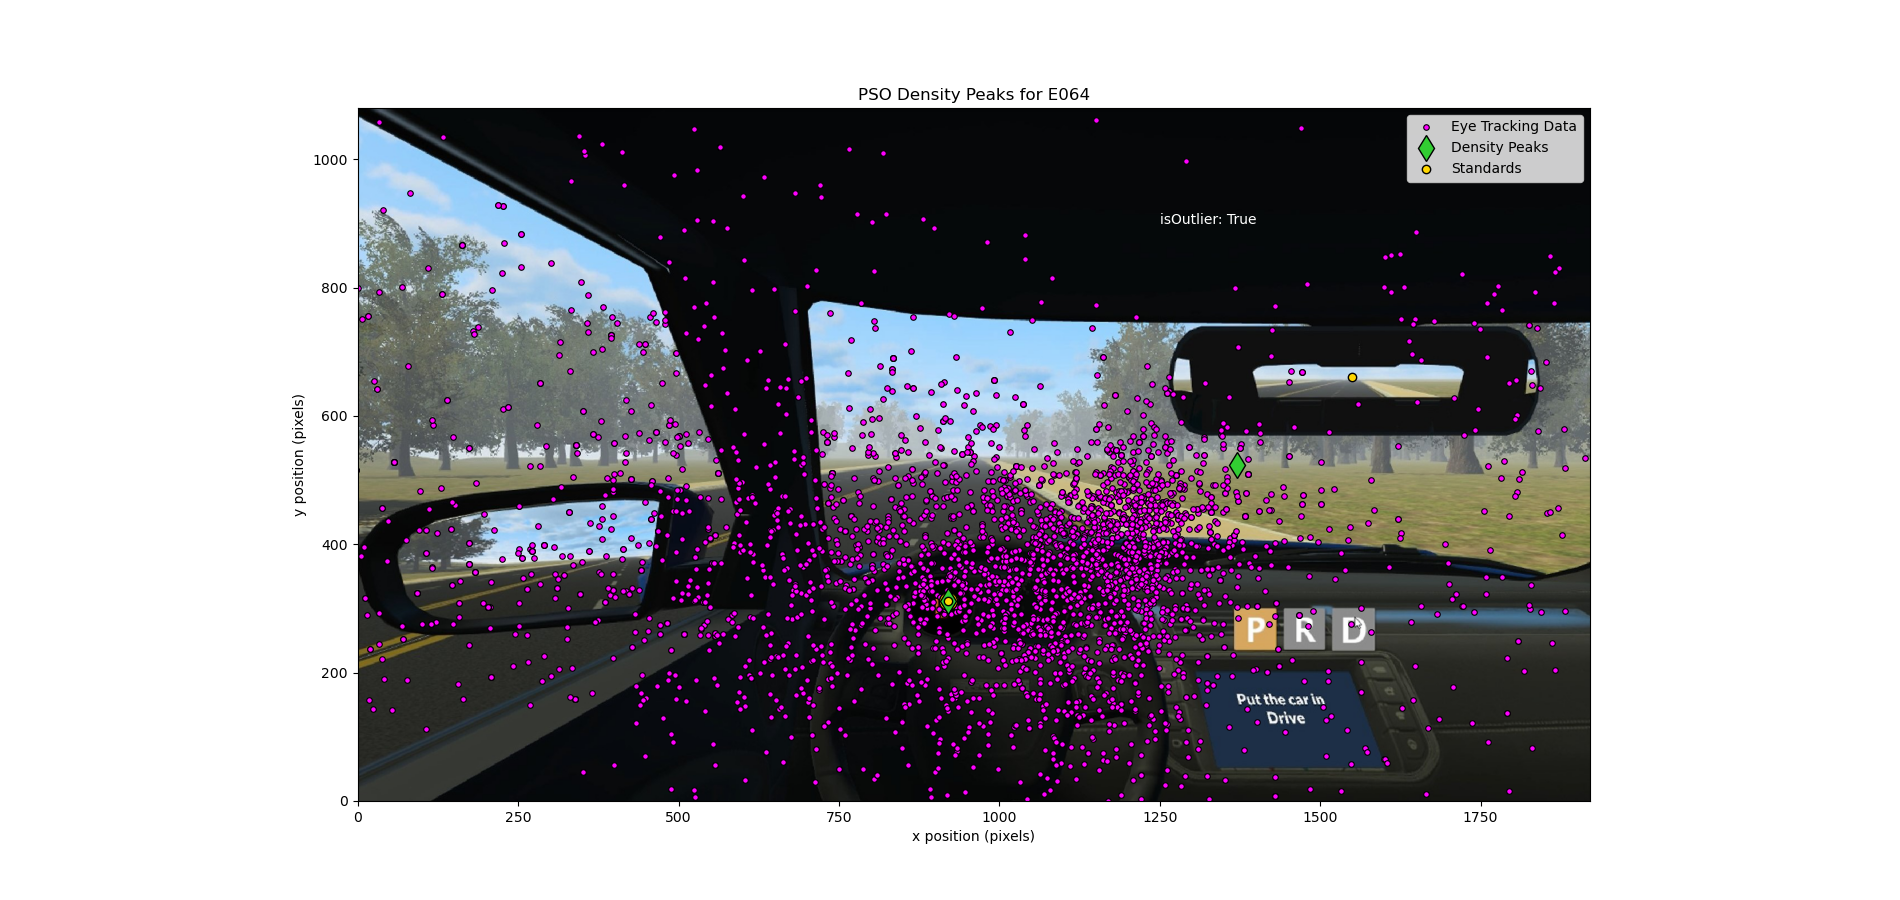 PSO Density Peaks for E064
Eye Tracking Data
Density Peaks
Standards
isOutlier: True
y position (pixels)
1000
800
600
400
200
0
P R D
Put the car in
Drive
0 250 500 750 1000 1250 1500 1750
x position (pixels)